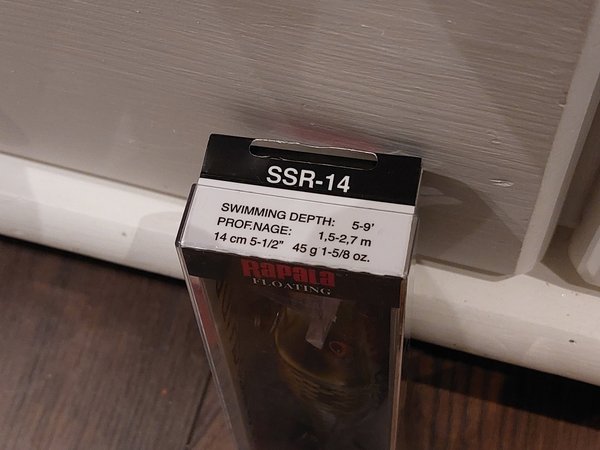 SSR-14
SWIMMING DEPTH: 5-9'
PROF.NAGE: 1,5-2,7 m
14 cm 5-1/2" 45 g 1-5/8 oz.
RAPALA
FLOATING